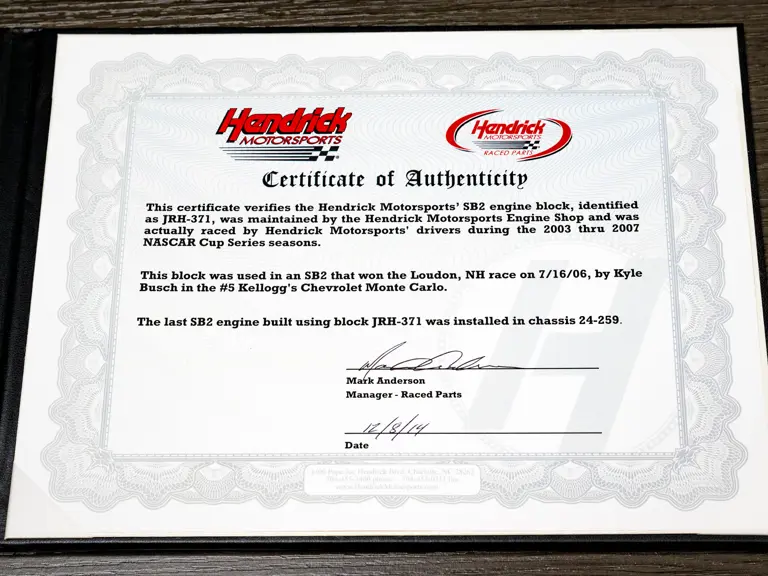 Hendrick
MOTORSPORTS
Hendrick
MOTORSPORTS
RACED PARTS
Certificate of Authenticity
This certificate verifies the Hendrick Motorsports' SB2 engine block, identified
as JRH-371, was maintained by the Hendrick Motorsports Engine Shop and was
actually raced by Hendrick Motorsports' drivers during the 2003 thru 2007
NASCAR Cup Series seasons.
This block was used in an SB2 that won the Loudon, NH race on 7/16/06, by Kyle
Busch in the #5 Kellogg's Chevrolet Monte Carlo.
The last SB2 engine built using block JRH-371 was installed in chassis 24-259.
Mark Anderson
Manager - Raced Parts
12/8/14
Date